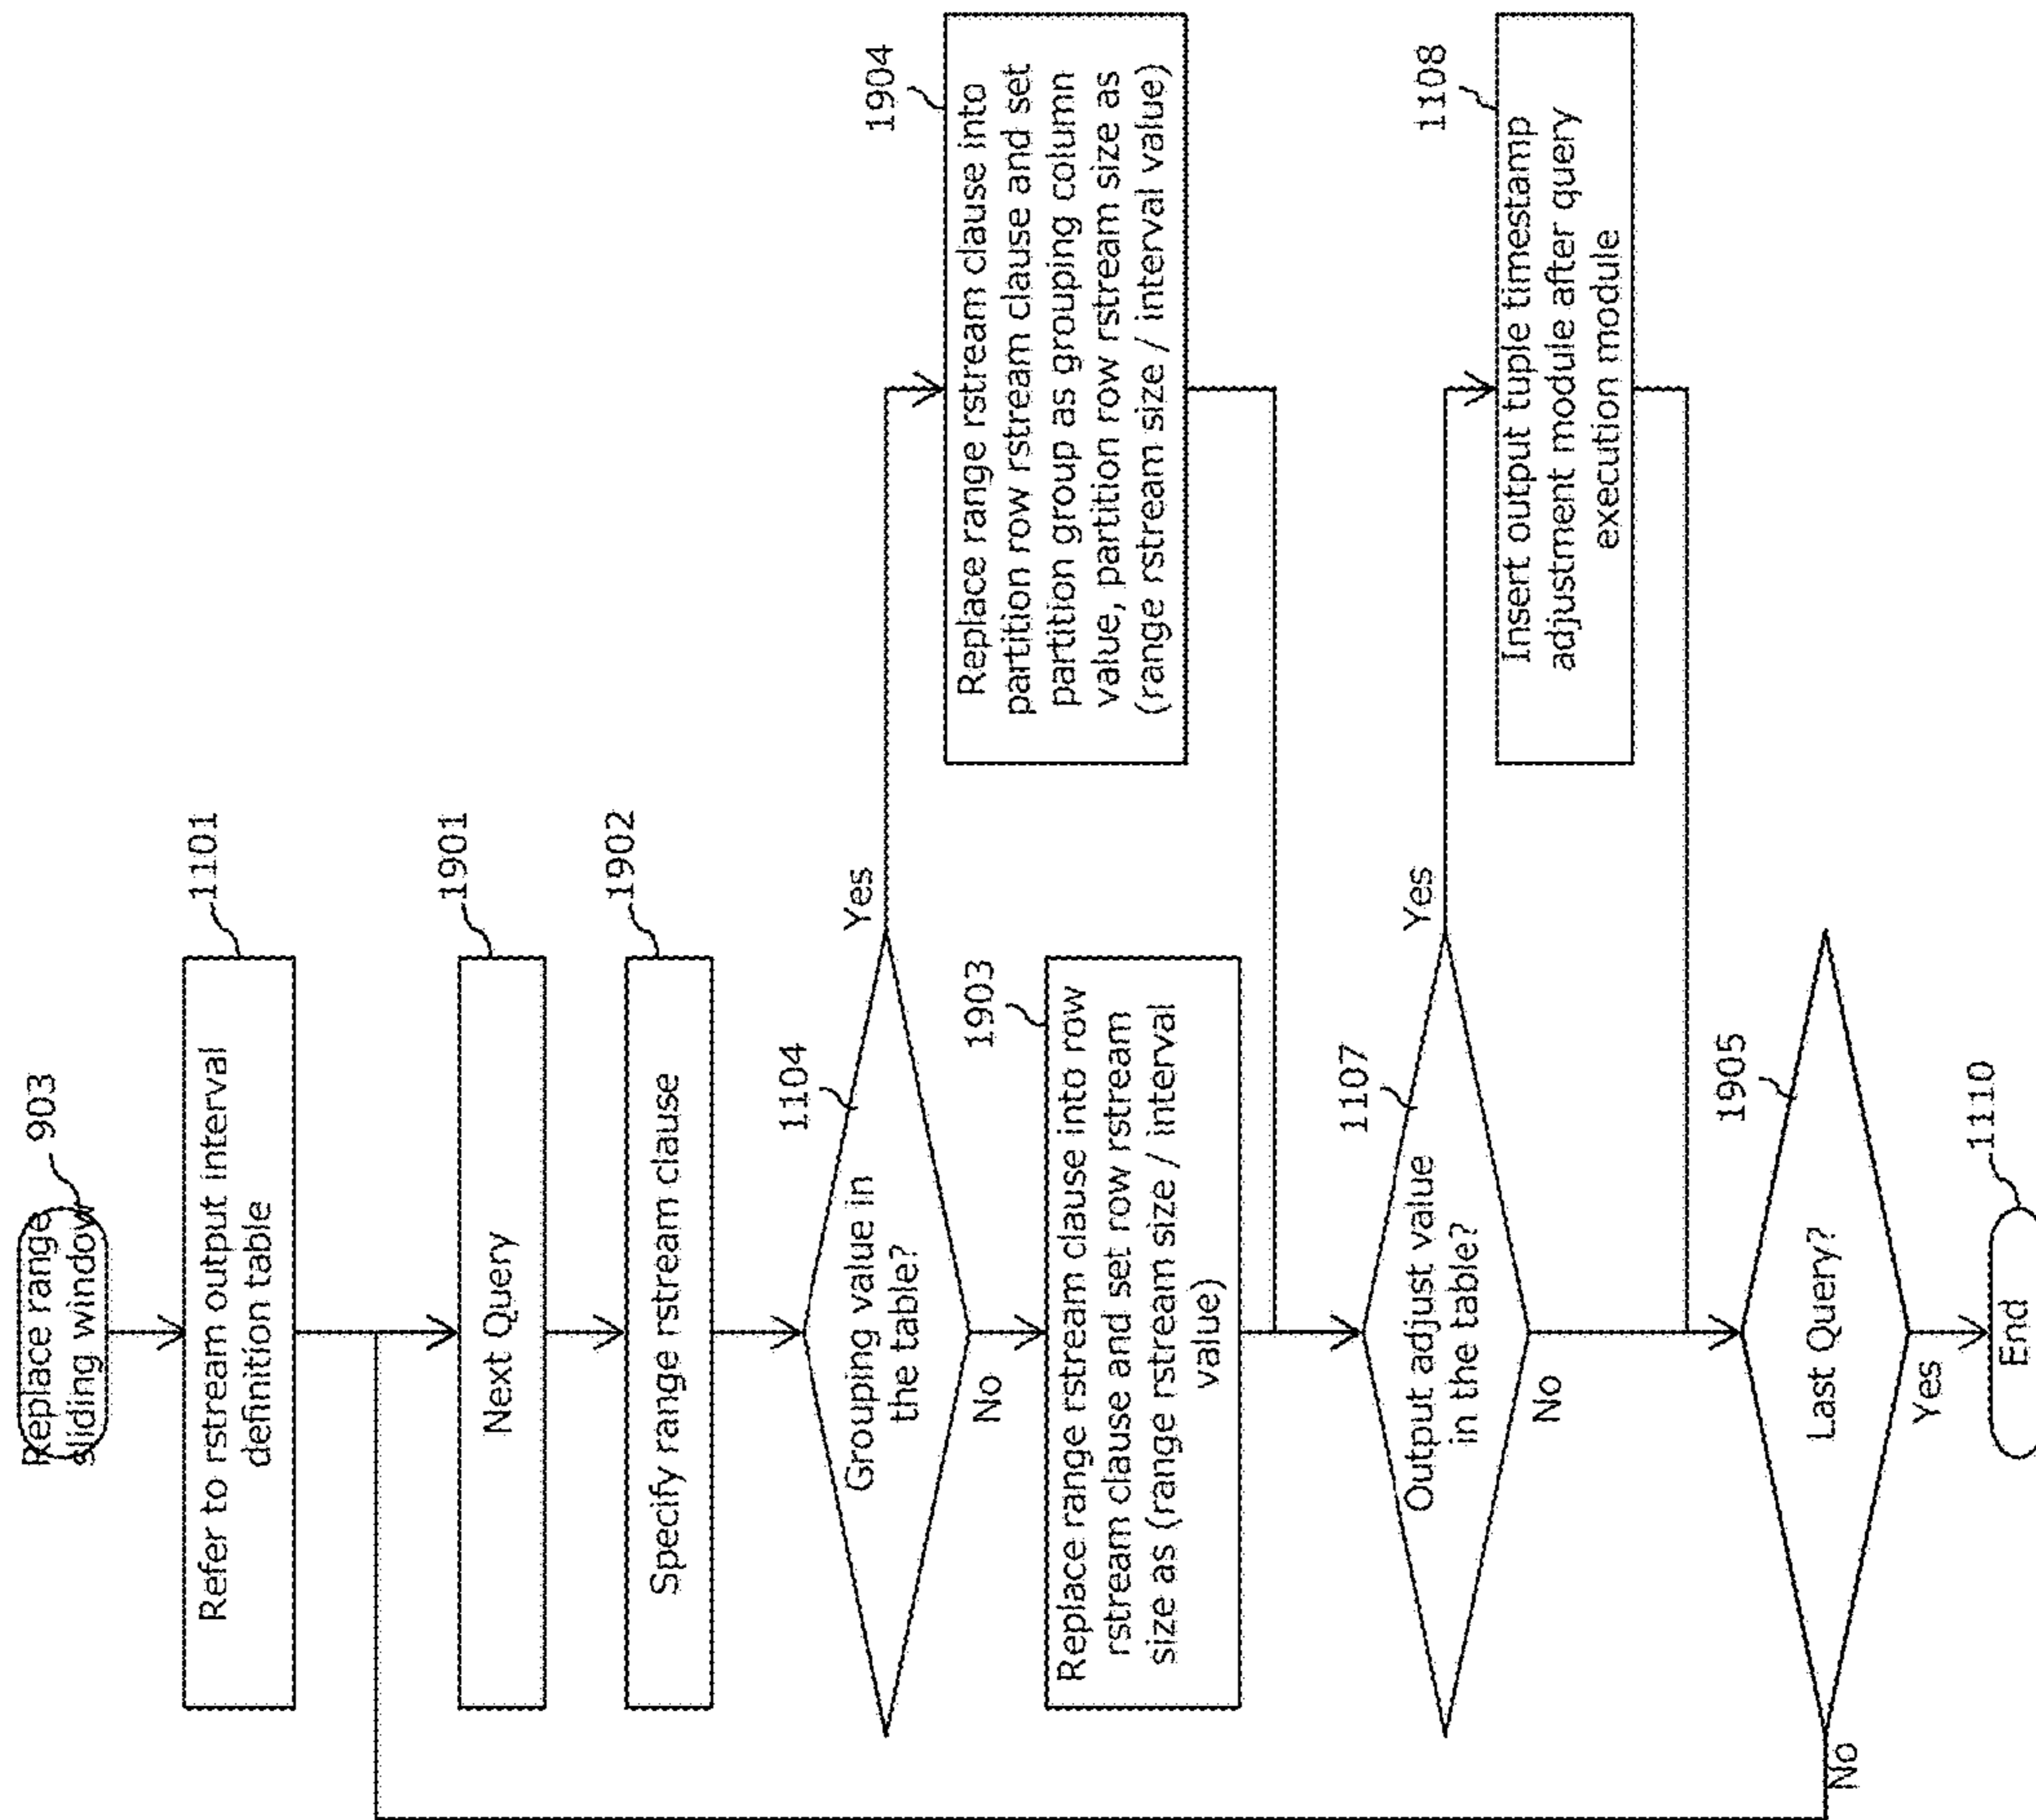 Replace range
sliding window
903
Refer to rstream output interval
definition table
1101
Next Query
1901
Specify range rstream clause
1902
Grouping value in
the table?
1104
Yes
No
Replace range rstream clause into
partition row rstream clause and set
partition group as grouping column
value, partition row rstream size as
(range rstream size / interval value)
1904
Replace range rstream clause into row
rstream clause and set row rstream
size as (range rstream size / interval
value)
1903
Output adjust value
in the table?
1107
Yes
No
Insert output tuple timestamp
adjustment module after query
execution module
1108
Last Query?
1905
No
Yes
End
1110